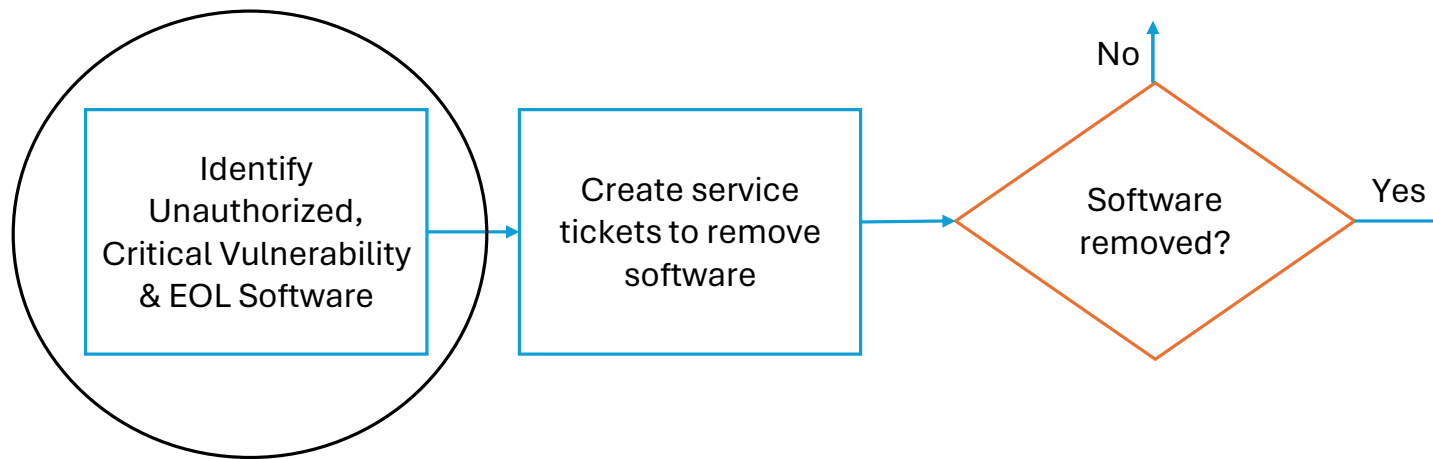 Identify
Unauthorized,
Critical Vulnerability
& EOL Software
Create service
tickets to remove
software
No
Software
removed?
Yes